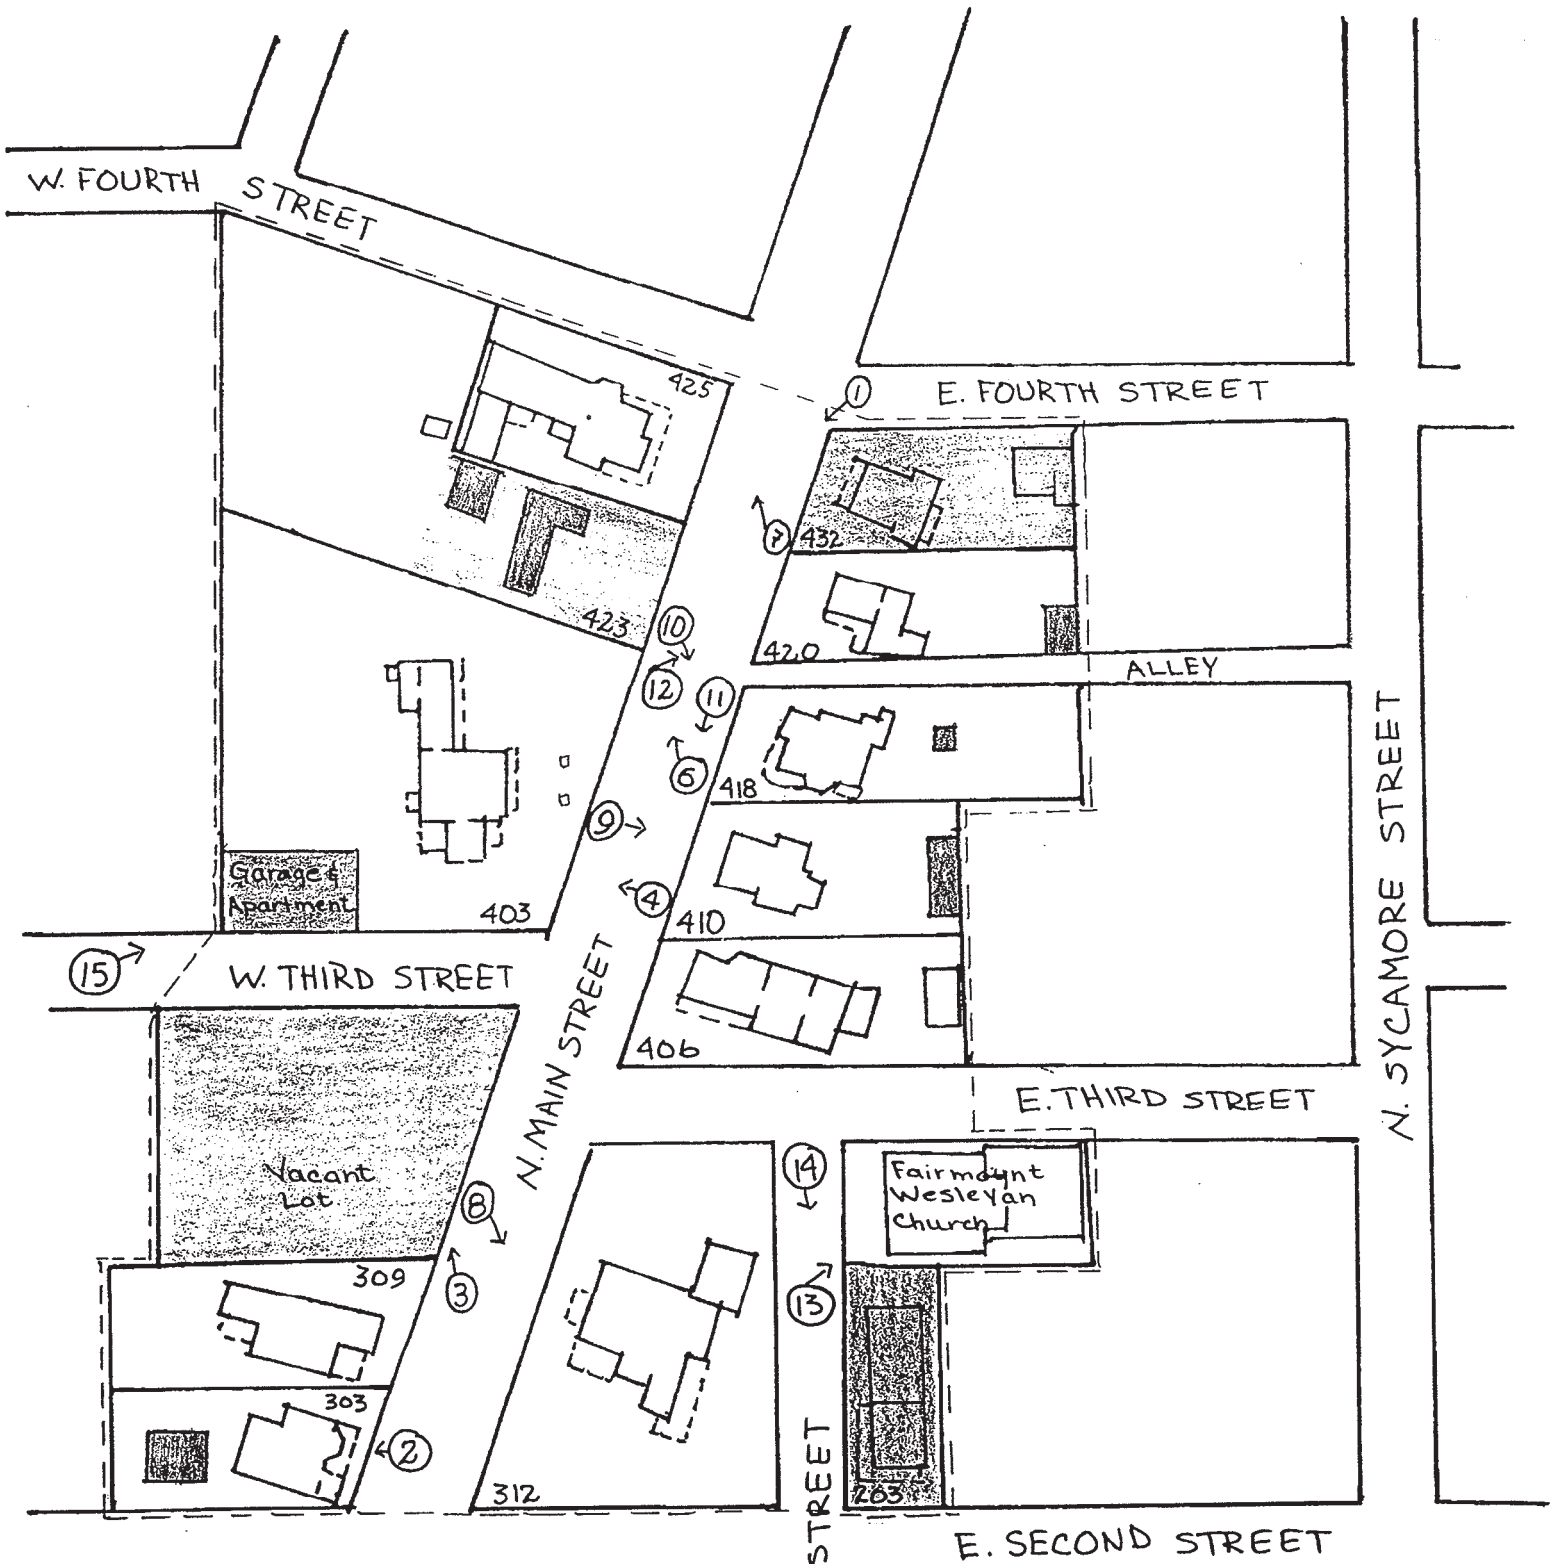 W. FOURTH STREET
425
1
E. FOURTH STREET
7
432
423
10
420
ALLEY
12
11
6
418
9
Garage &
Apartment
403
4
410
15
W. THIRD STREET
N. MAIN STREET
406
E. THIRD STREET
N. SYCAMORE STREET
Vacant
Lot
8
14
Fairmount
Wesleyan
Church
309
3
13
303
2
312
STREET
203
E. SECOND STREET